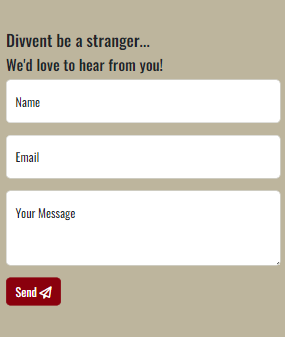 Divvent be a stranger...
We'd love to hear from you!
Name
Email
Your Message
Send